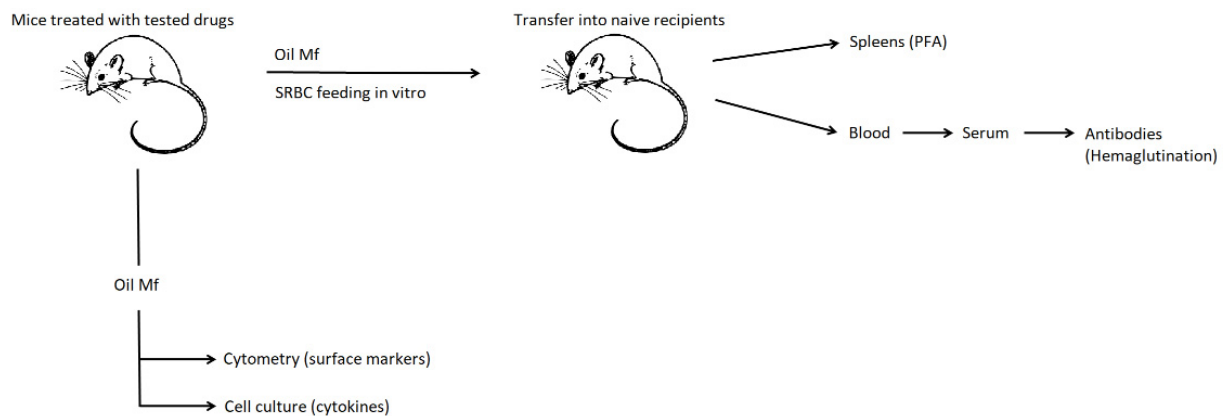 Mice treated with tested drugs
Transfer into naive recipients
Oil Mf
SRBC feeding in vitro
Spleens (PFA)
Blood
Serum
Antibodies
(Hemaglutination)
Oil Mf
Cytometry (surface markers)
Cell culture (cytokines)